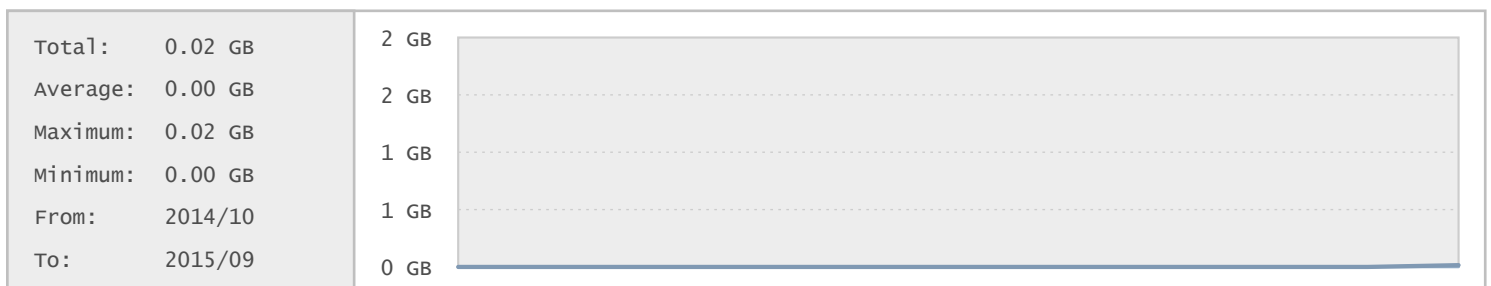 Total: 0.02 GB
Average: 0.00 GB
Maximum: 0.02 GB
Minimum: 0.00 GB
From: 2014/10
To: 2015/09
2 GB
2 GB
1 GB
1 GB
0 GB